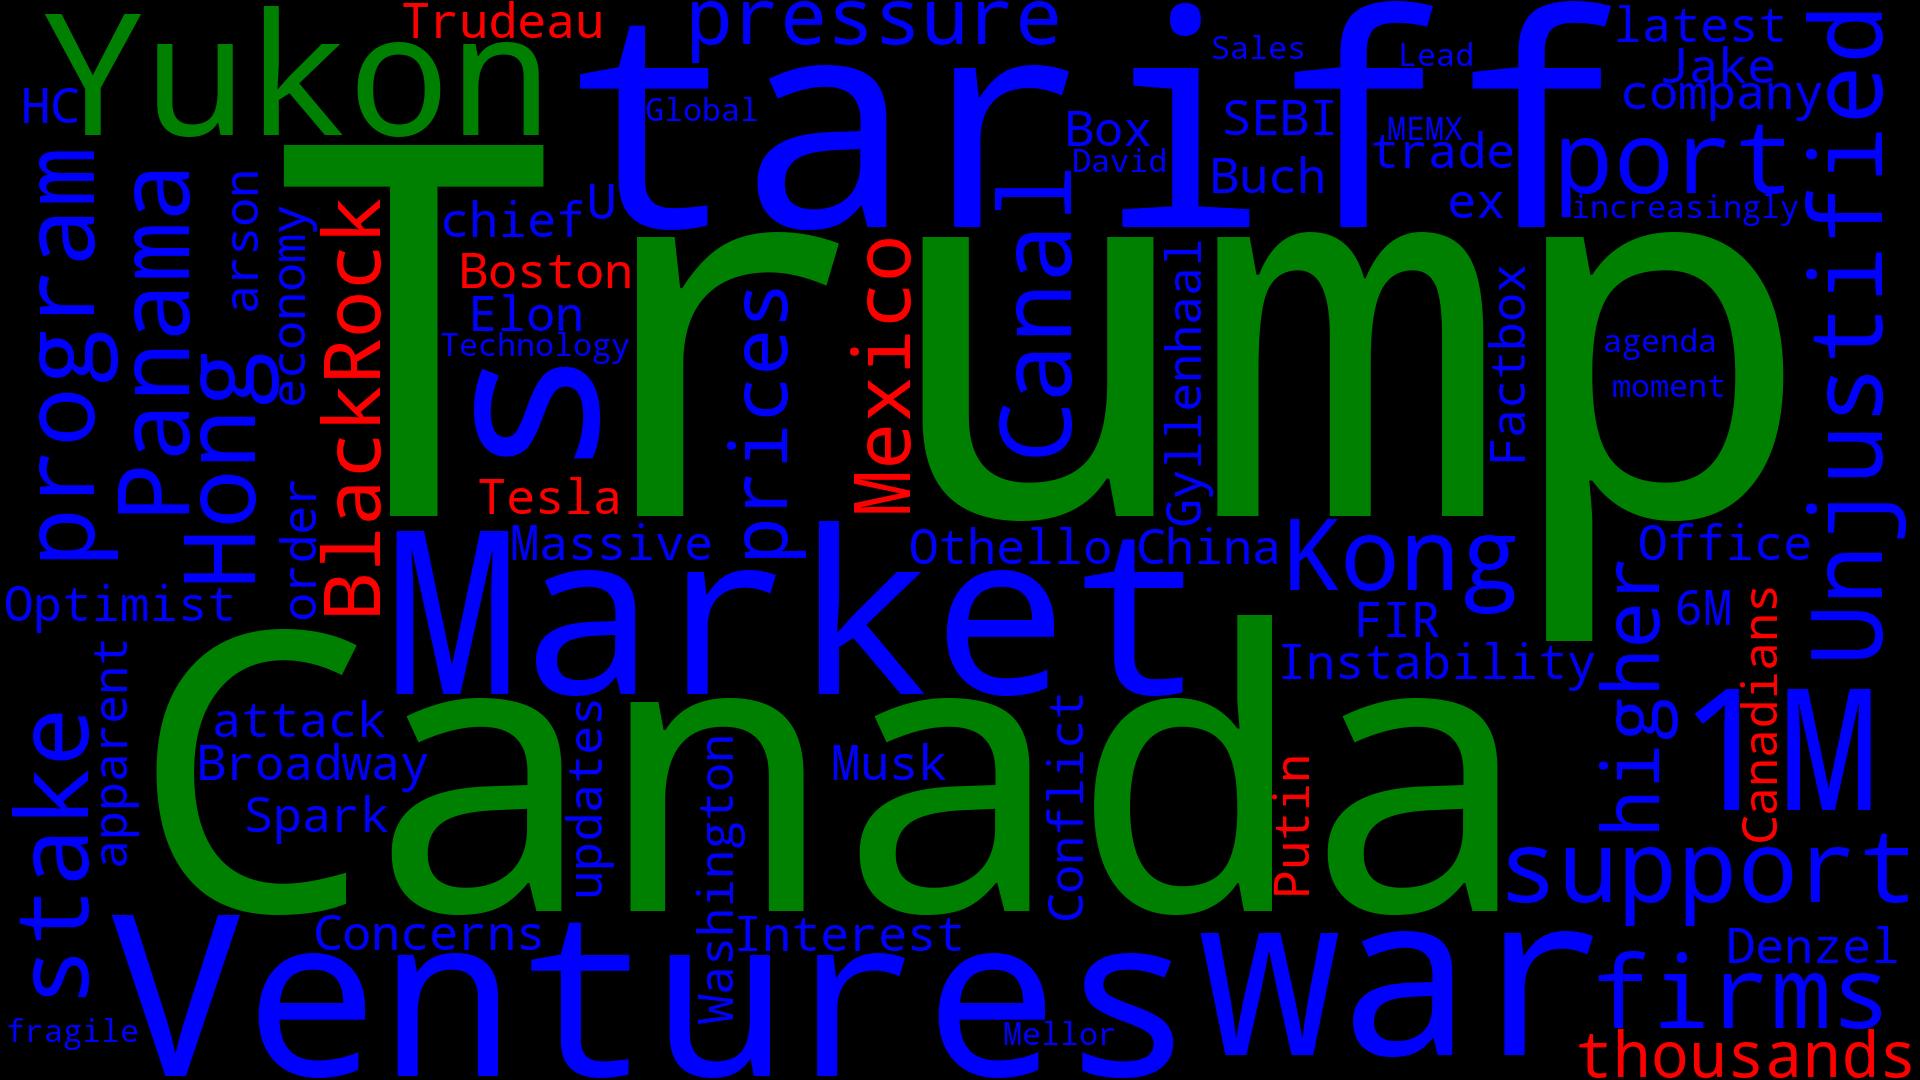 Yukon
Trudeau
pressure
tariff
Sales
Lead
latest
Jake
company
HC
Global
Box
David
SEBI
MEMX
trade
Buch
port
ex
increasingly
Unjustified
program
Panama
arson
economy
Hong
BlackRock
chief
U
Boston
Elon
Technology
s
Trump
prices
Mexico
Canal
Gyllenhaal
Factbox
agenda
moment
Tesla
order
Massive
Market
Othello
China
Kong
Office
FIR
6M
Instability
higher
Canadians
1M
Optimist
apparent
stake
Canada
attack
Broadway
Spark
updates
Washington
Musk
Conflict
Putin
support
Concerns
Interest
Ventures
war
Denzel
firms
fragile
Mellor
thousands